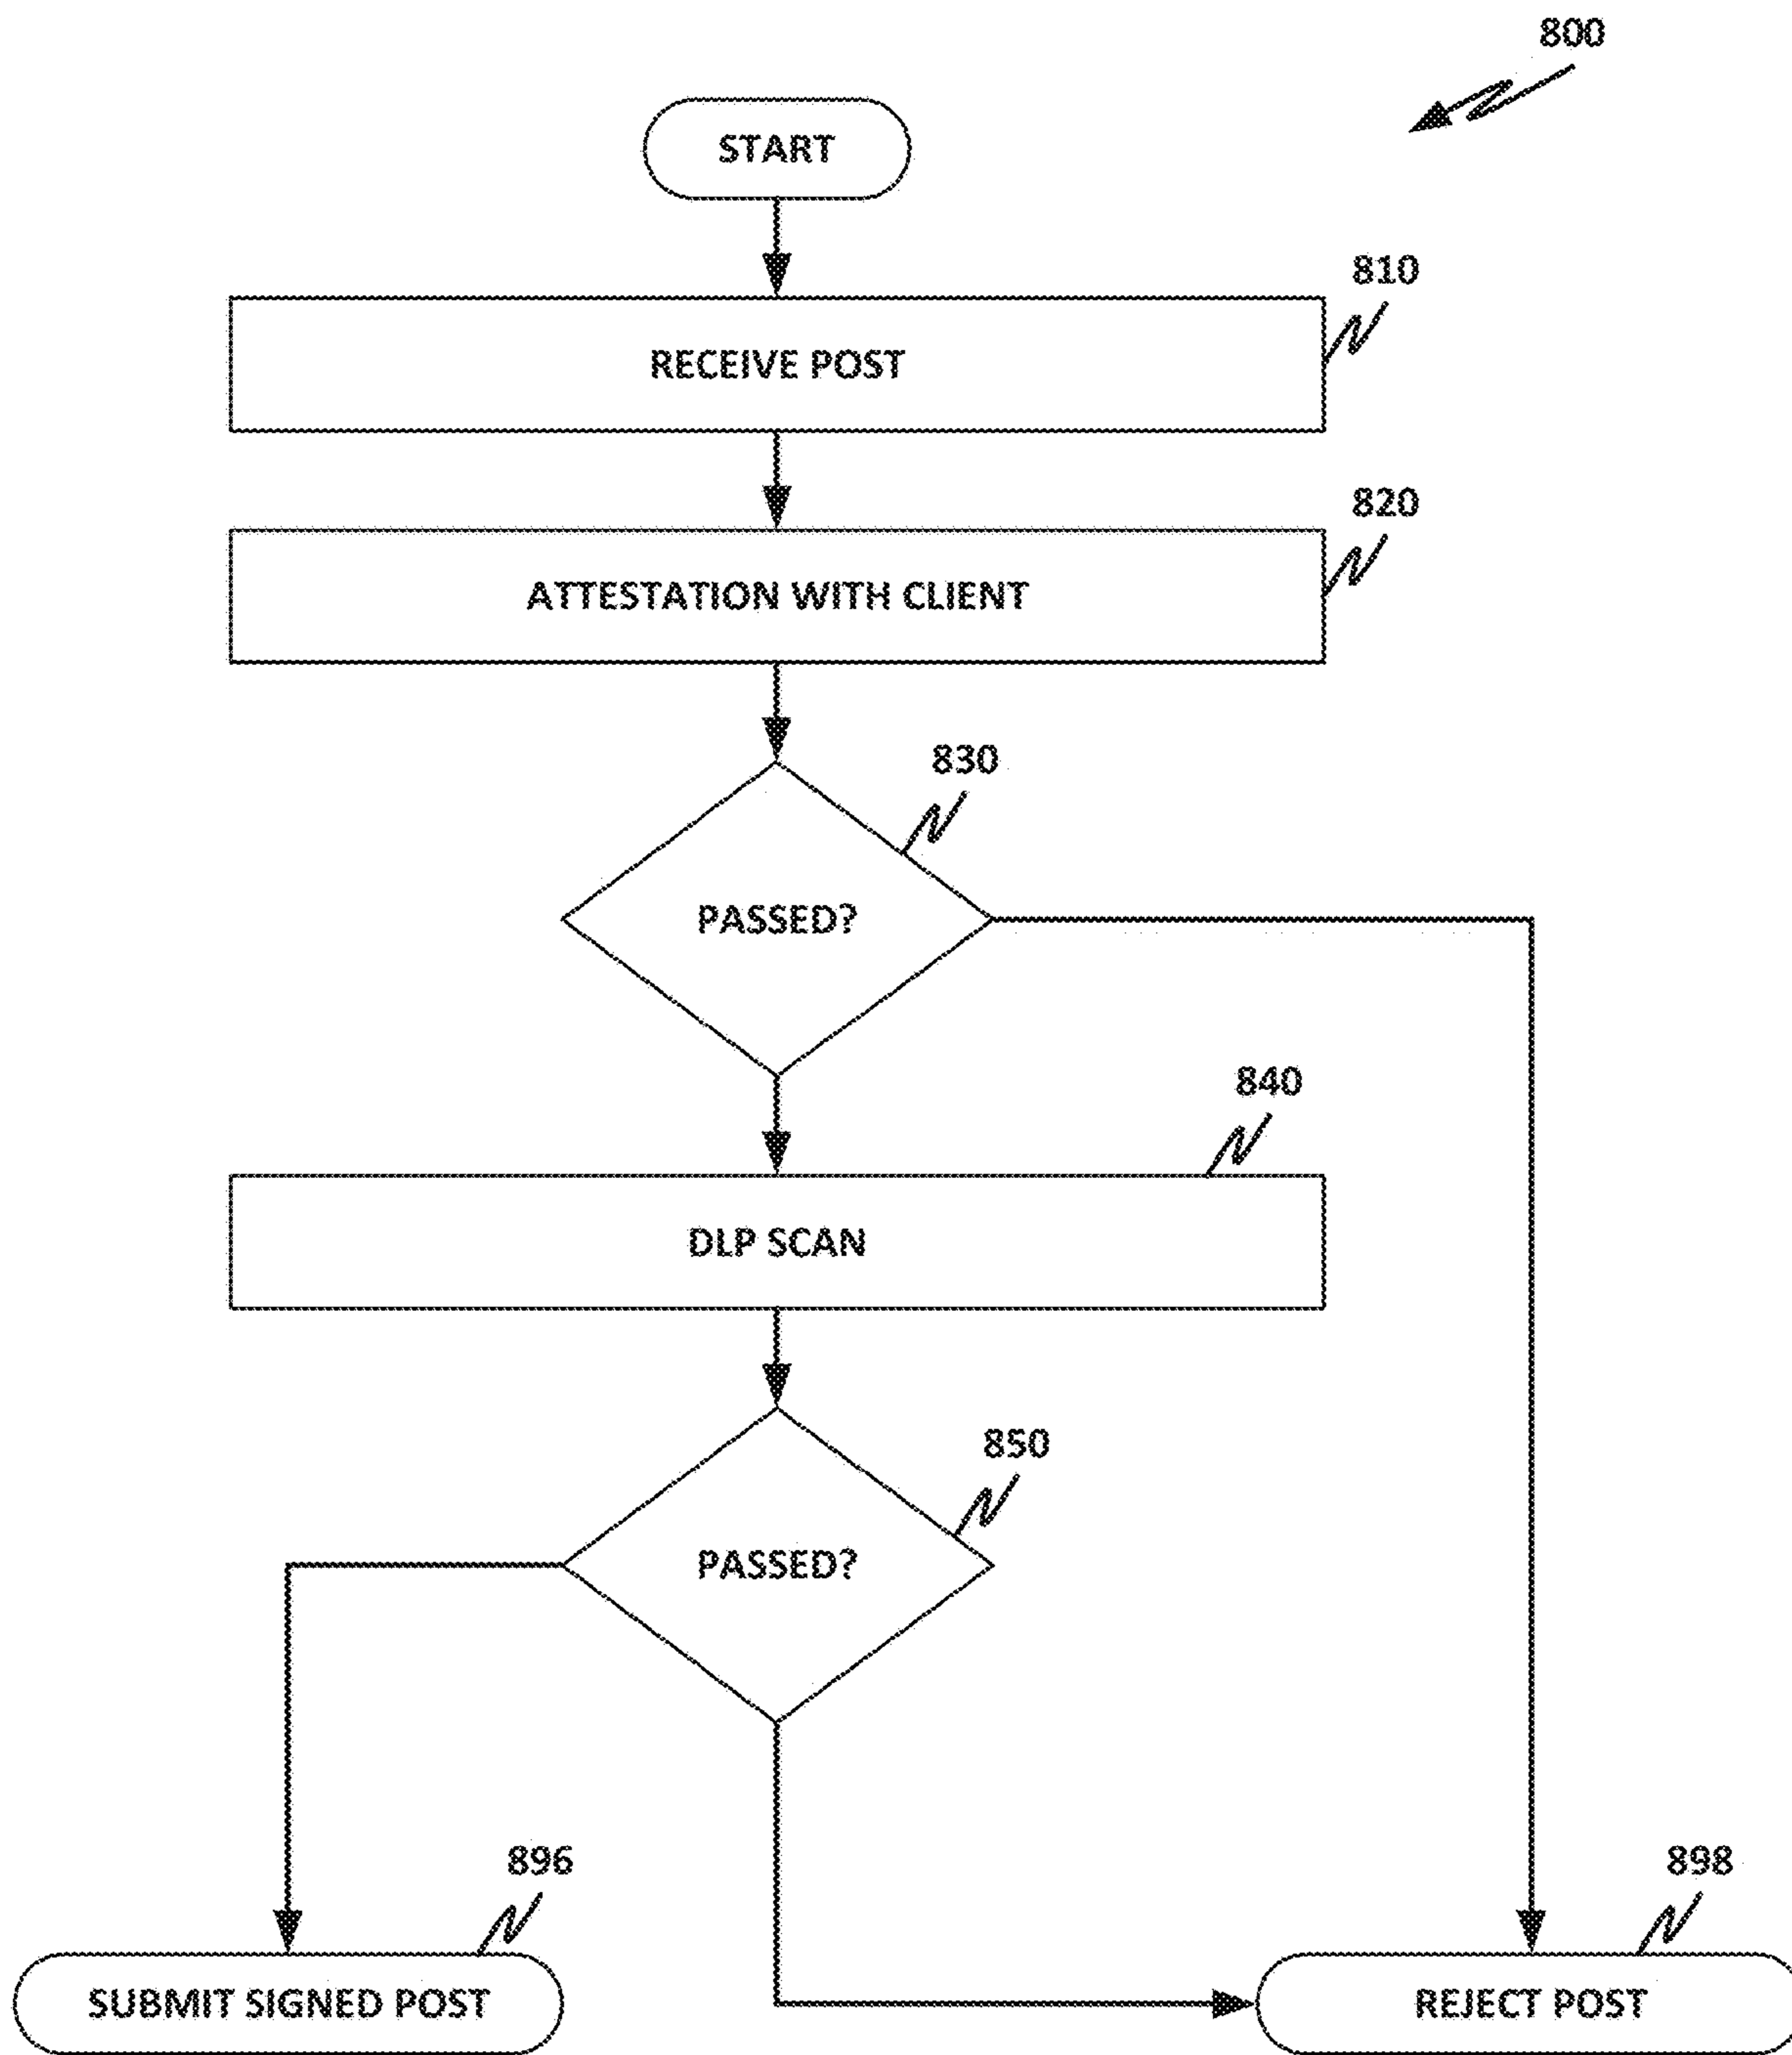 800
START
810
RECEIVE POST
820
ATTESTATION WITH CLIENT
830
PASSED?
840
DLP SCAN
850
PASSED?
896
898
SUBMIT SIGNED POST
REJECT POST